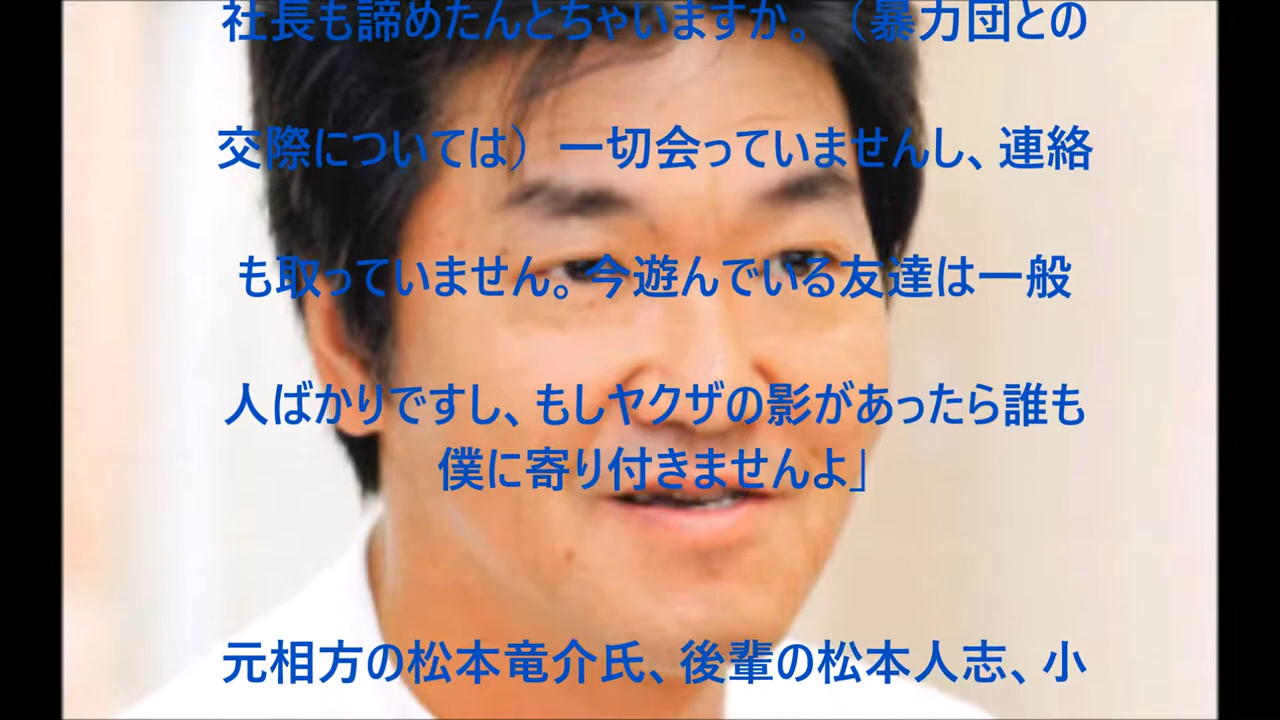 社長も諦めたんとちゃいますか。（暴力団との
交際については） 一切会っていませんし、連絡
も取っていません。今遊んでいる友達は一般
人ばかりですし、もしヤクザの影があったら誰も
僕に寄り付きませんよ」
元相方の松本竜介氏、後輩の松本人志、小